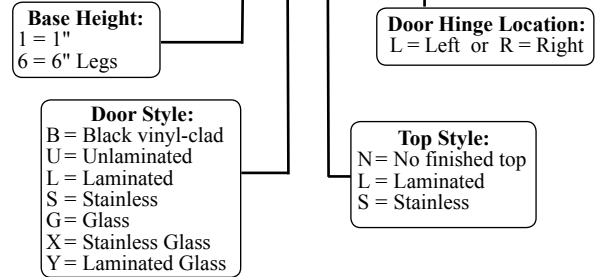 Base Height:
1 = 1"
6 = 6" Legs
Door Hinge Location:
L = Left or R = Right
Door Style:
B = Black vinyl-clad
U = Unlaminated
L = Laminated
S = Stainless
G = Glass
X = Stainless Glass
Y = Laminated Glass
Top Style:
N = No finished top
L = Laminated
S = Stainless